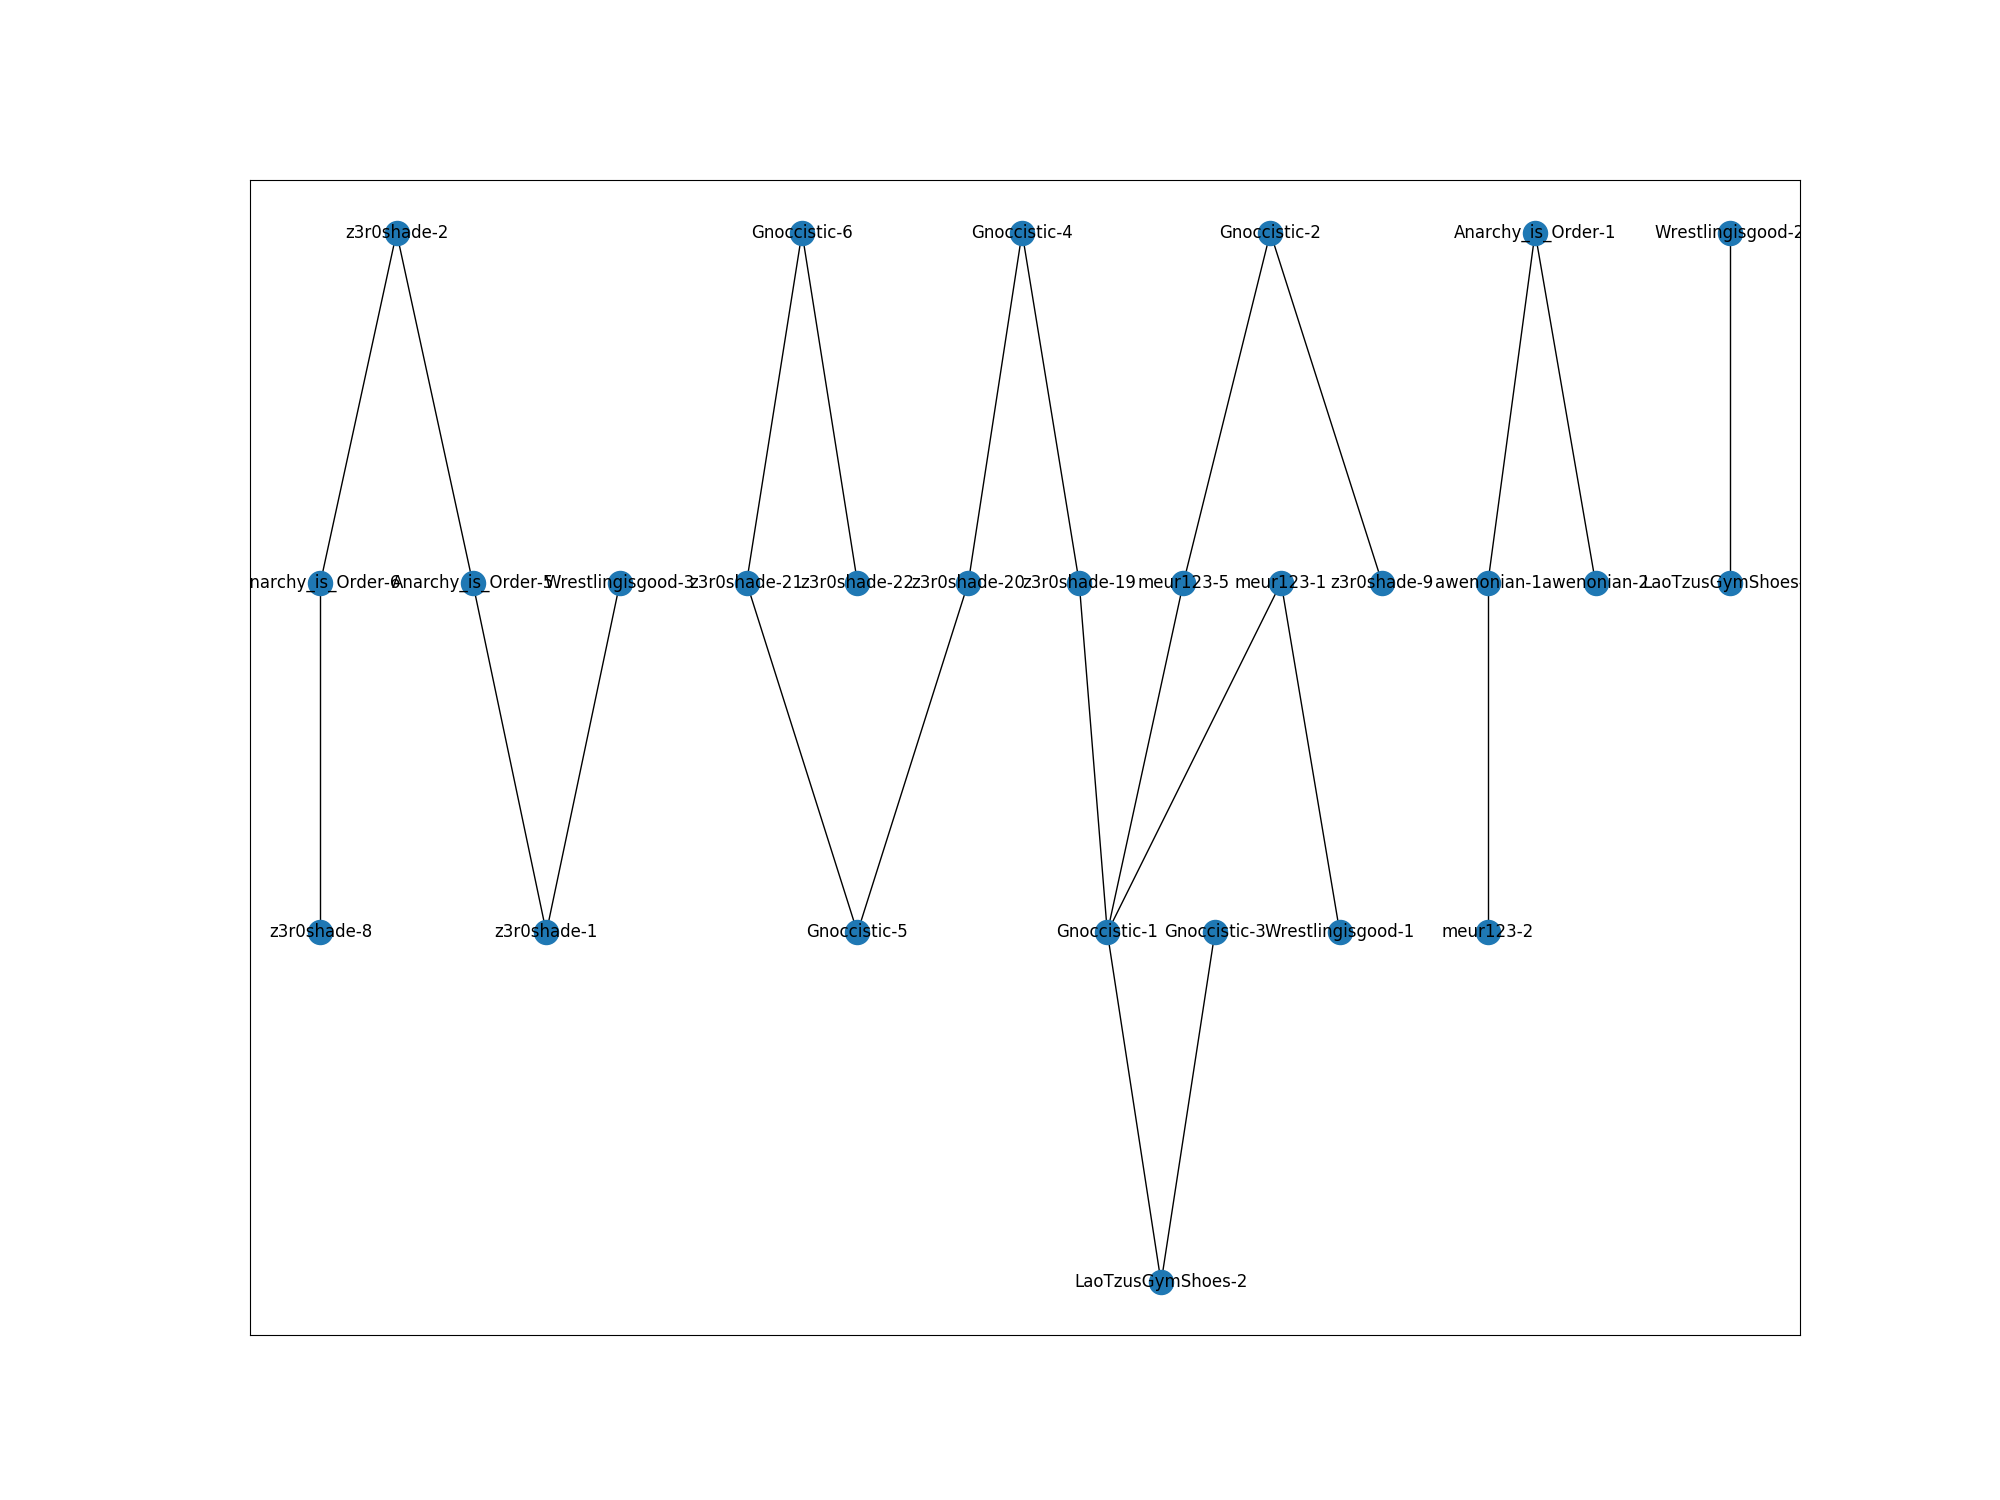 z3r0shade-2
Gnoccistic-6
Gnoccistic-4
Gnoccistic-2
Anarchy_is_Order-1
Wrestlingisgood-2
narchy_is_Order-6
Anarchy_is_Order-5
Wrestlingisgood-3
z3r0shade-21
z3r0shade-22
z3r0shade-20
z3r0shade-19
meur123-5
meur123-1
z3r0shade-9
awenonian-1
awenonian-2
LaoTzusGymShoes-
z3r0shade-8
z3r0shade-1
Gnoccistic-5
Gnoccistic-1
Gnoccistic-3
Wrestlingisgood-1
meur123-2
LaoTzusGymShoes-2